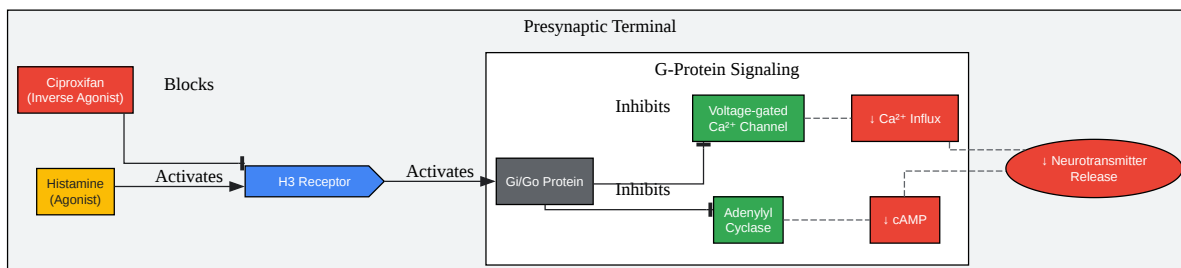 Presynaptic Terminal
G-Protein Signaling
Ciproxifan
(Inverse Agonist)
Blocks
Histamine
(Agonist)
Activates
H3 Receptor
Activates
Gi/Go Protein
Inhibits
Voltage-gated
Ca²⁺ Channel
↓ Ca²⁺ Influx
Inhibits
Adenylyl
Cyclase
↓ cAMP
↓ Neurotransmitter
Release